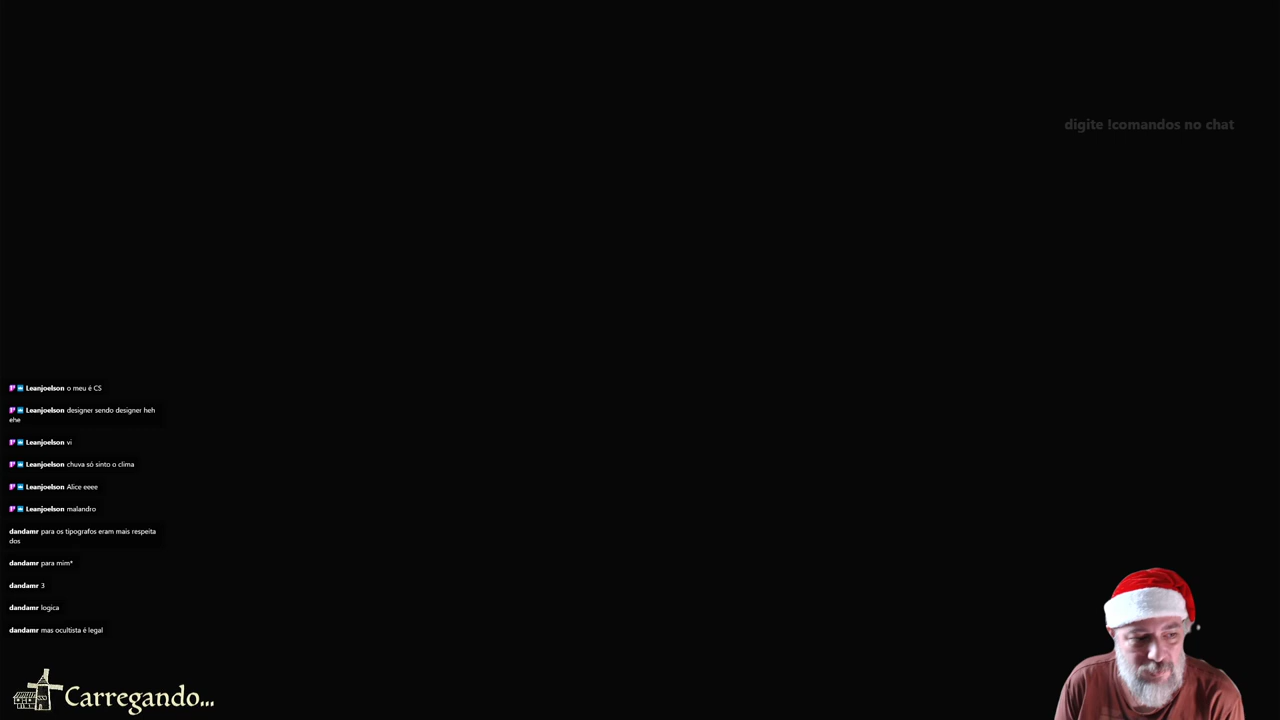 digite !comandos no chat
Leanjoelson o meu é CS
Leanjoelson designer sendo designer heh
ehe
Leanjoelson vi
Leanjoelson chuva só sinto o clima
Leanjoelson Alice eeee
Leanjoelson malandro
dandamr para os tipografos eram mais respeita
dos
dandamr para mim*
dandamr 3
dandamr logica
dandamr mas ocultista é legal
Carregando...